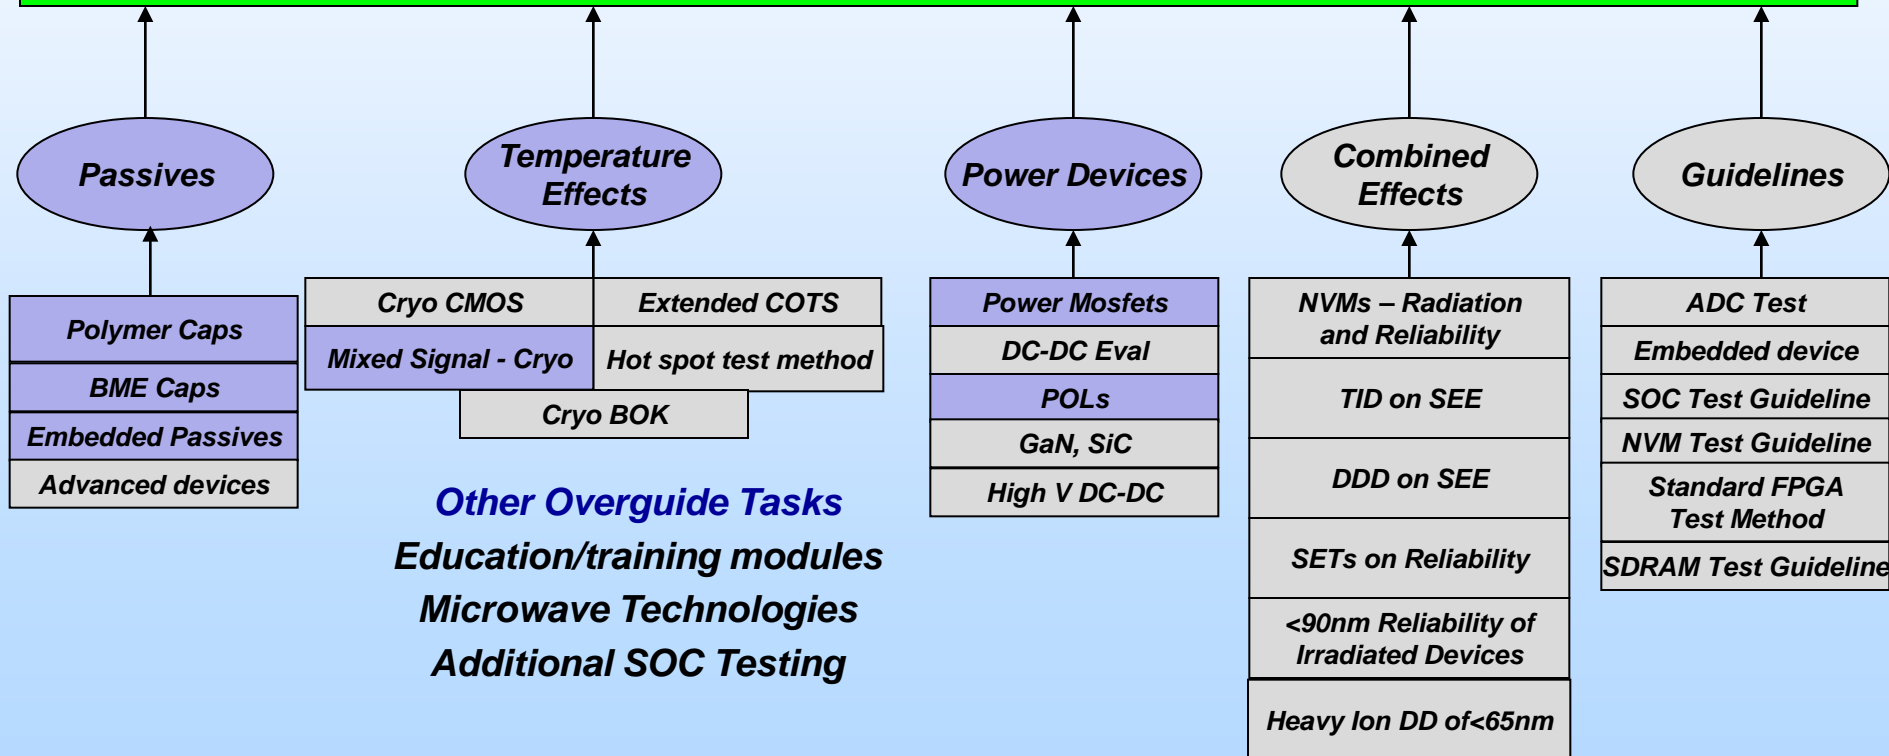 Passives
Temperature
Effects
Power Devices
Combined
Effects
Guidelines
Polymer Caps
BME Caps
Embedded Passives
Advanced devices
Cryo CMOS
Extended COTS
Mixed Signal - Cryo
Hot spot test method
Cryo BOK
Power Mosfets
DC-DC Eval
POLs
GaN, SiC
High V DC-DC
NVMs – Radiation
and Reliability
TID on SEE
DDD on SEE
SETs on Reliability
<90nm Reliability of
Irradiated Devices
Heavy Ion DD of<65nm
ADC Test
Embedded device
SOC Test Guideline
NVM Test Guideline
Standard FPGA
Test Method
SDRAM Test Guideline
Other Overguide Tasks
Education/training modules
Microwave Technologies
Additional SOC Testing